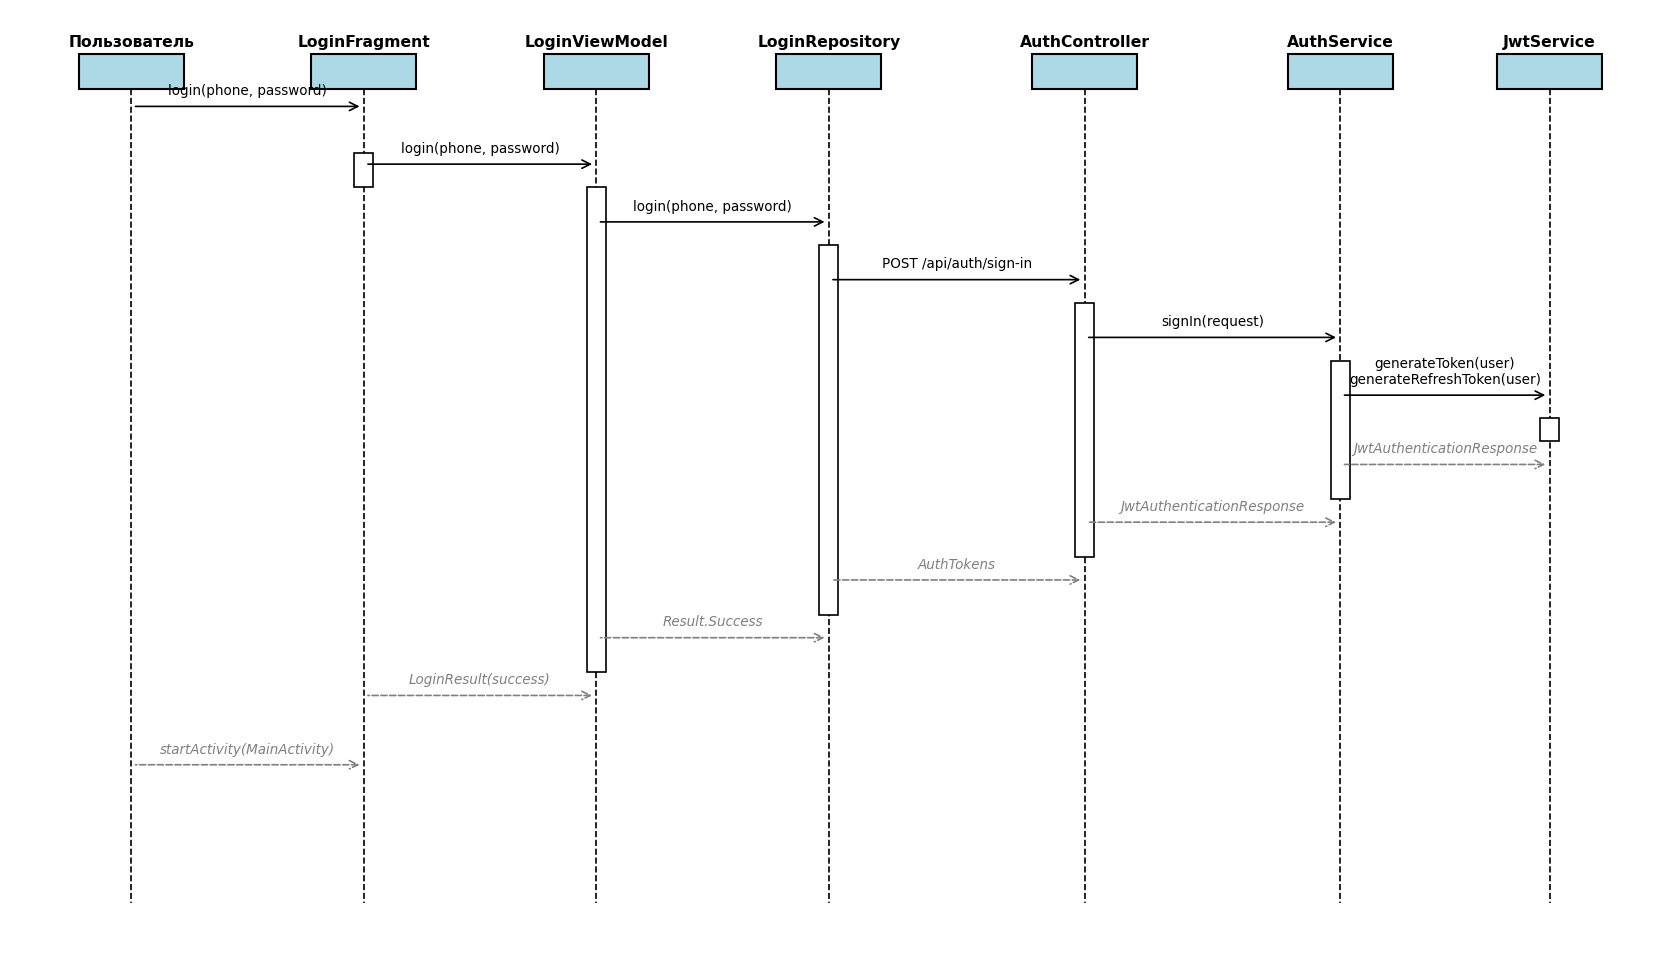 Пользователь
LoginFragment
LoginViewModel
LoginRepository
AuthController
AuthService
JwtService
login(phone, password)
login(phone, password)
login(phone, password)
POST /api/auth/sign-in
signIn(request)
generateToken(user)
generateRefreshToken(user)
JwtAuthenticationResponse
JwtAuthenticationResponse
AuthTokens
Result.Success
LoginResult(success)
startActivity(MainActivity)